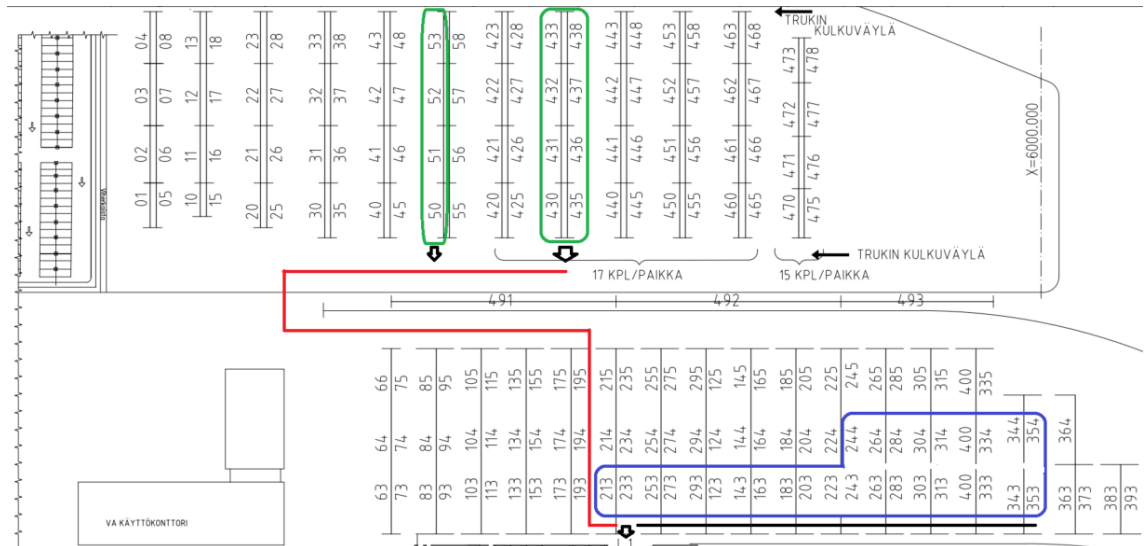 TRUKIN
KULKUVÄYLÄ
04 08 13 18 23 28 33 38 43 48 53 58 423 428 433 438 443 448 453 458 463 468 473 478
03 07 12 17 22 27 32 37 42 47 52 57 422 427 432 437 442 447 452 457 462 467 472 477
02 06 11 16 21 26 31 36 41 46 51 56 421 426 431 436 441 446 451 456 461 466 471 476
01 05 10 15 20 25 30 35 40 45 50 55 420 425 430 435 440 445 450 455 460 465 470 475
X=6000.000
TRUKIN KULKUVÄYLÄ
17 KPL/PAIKKA 15 KPL/PAIKKA
491 492 493
66 75 85 95 105 115 135 155 175 195 215 235 255 275 295 125 145 165 185 205 225 245 265 285 305 315 400 335
64 74 84 94 104 114 134 154 174 194 214 234 254 274 294 124 144 164 184 204 224 244 264 284 304 314 400 334 344 354 364
63 73 83 93 103 113 133 153 173 193 213 233 253 273 293 123 143 163 183 203 223 243 263 283 303 313 400 333 343 353 363 373 383 393
VA KÄYTTÖKONTTORI